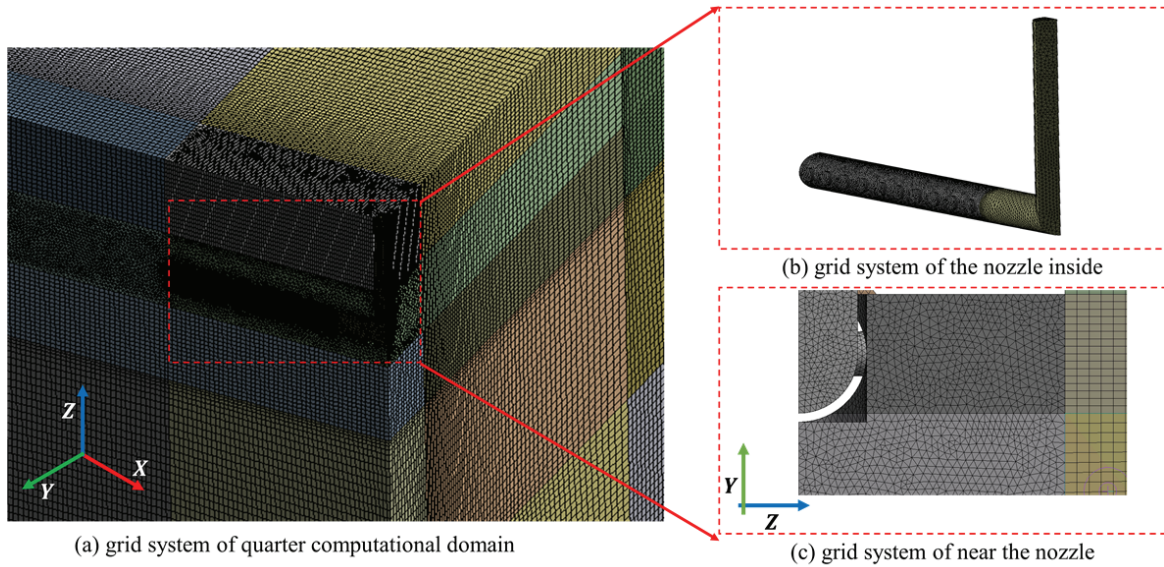 Z
X
Y
(a) grid system of quarter computational domain
(b) grid system of the nozzle inside
Y
Z
(c) grid system of near the nozzle